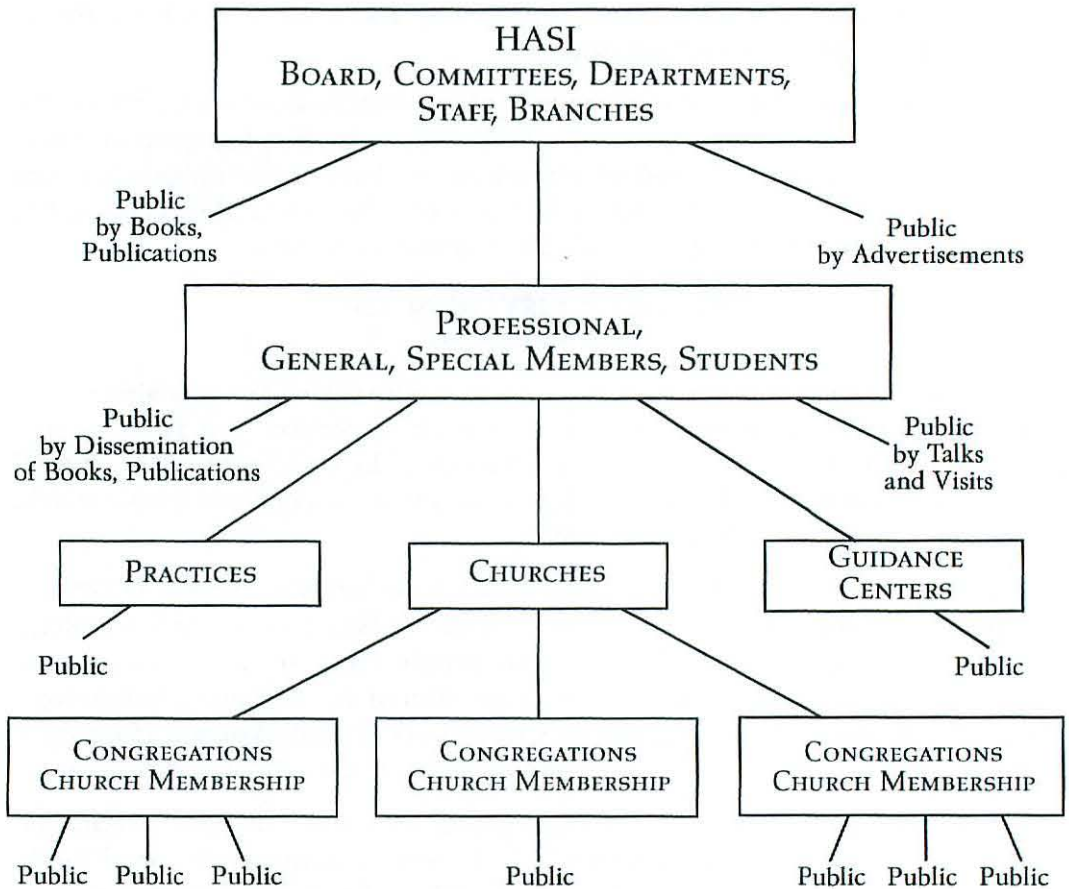 HASI
BOARD, COMMITTEES, DEPARTMENTS,
STAFF, BRANCHES
Public
by Books,
Publications
Public
by Advertisements
PROFESSIONAL,
GENERAL, SPECIAL MEMBERS, STUDENTS
Public
by Dissemination
of Books, Publications
Public
by Talks
and Visits
PRACTICES
CHURCHES
GUIDANCE
CENTERS
Public
Public
CONGREGATIONS
CHURCH MEMBERSHIP
CONGREGATIONS
CHURCH MEMBERSHIP
CONGREGATIONS
CHURCH MEMBERSHIP
Public Public Public
Public
Public Public Public